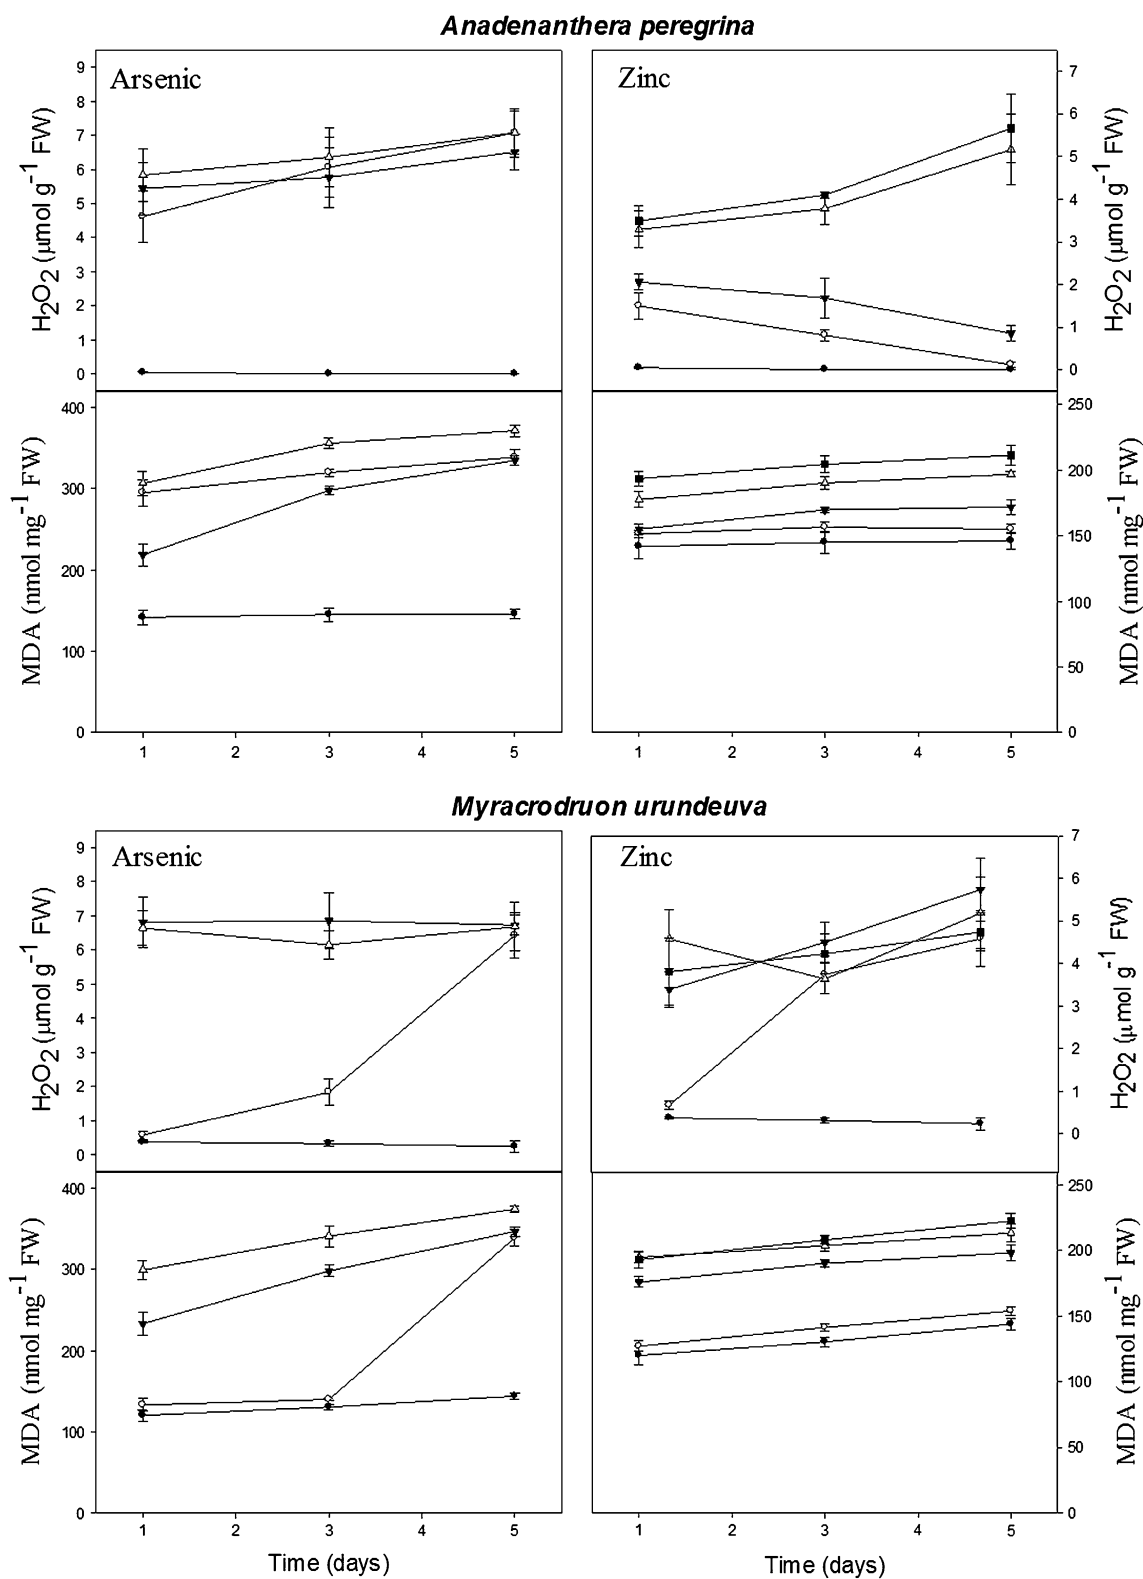 Anadenanthera peregrina
Arsenic
9
8
7
6
5
4
3
2
1
0
H₂O₂ (µmol g⁻¹ FW)
Zinc
7
6
5
4
3
2
1
0
H₂O₂ (µmol g⁻¹ FW)
400
300
200
100
0
MDA (nmol mg⁻¹ FW)
1 2 3 4 5
250
200
150
100
50
0
MDA (nmol mg⁻¹ FW)
1 2 3 4 5
Myracrodruon urundeuva
Arsenic
9
8
7
6
5
4
3
2
1
0
H₂O₂ (µmol g⁻¹ FW)
Zinc
7
6
5
4
3
2
1
0
H₂O₂ (µmol g⁻¹ FW)
400
300
200
100
0
MDA (nmol mg⁻¹ FW)
1 2 3 4 5
Time (days)
250
200
150
100
50
0
MDA (nmol mg⁻¹ FW)
1 2 3 4 5
Time (days)